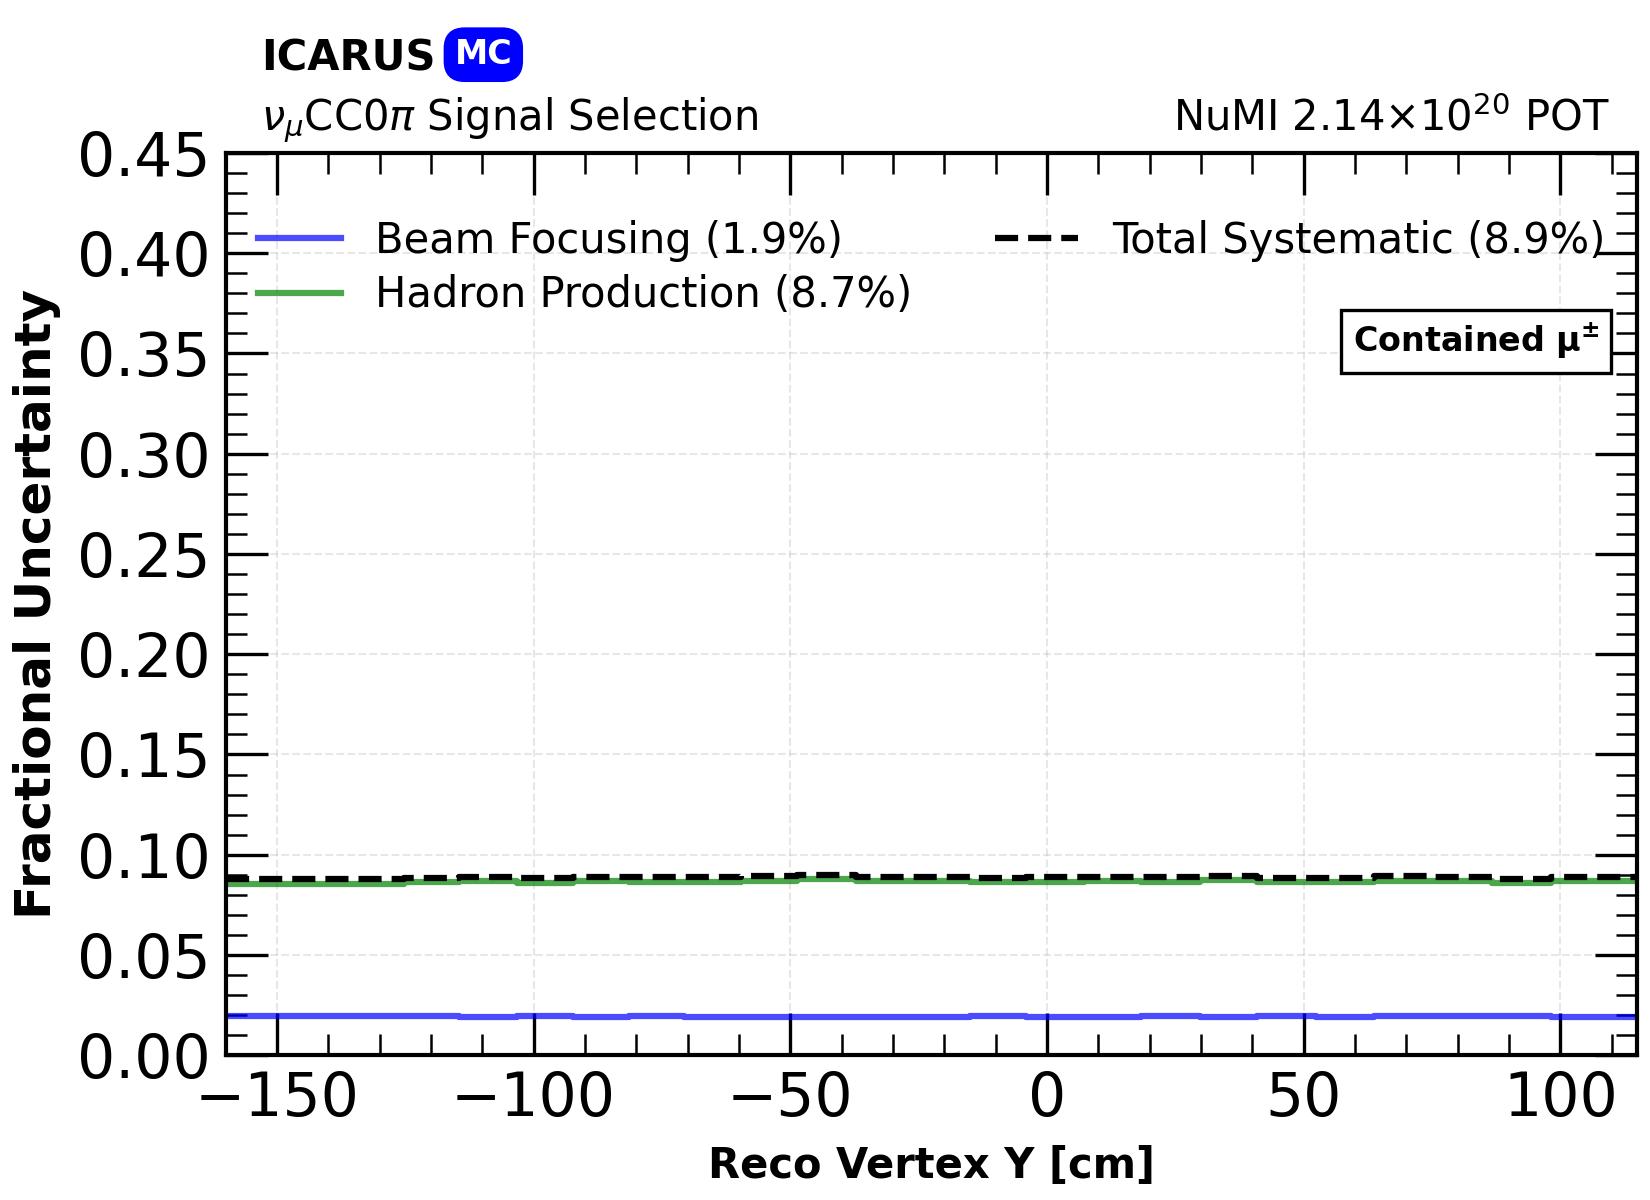 ICARUS MC
νμCC0π Signal Selection
NuMI 2.14×10²⁰ POT
Beam Focusing (1.9%)
Hadron Production (8.7%)
Total Systematic (8.9%)
Contained μ±
Fractional Uncertainty
0.45
0.40
0.35
0.30
0.25
0.20
0.15
0.10
0.05
0.00
−150 −100 −50 0 50 100
Reco Vertex Y [cm]